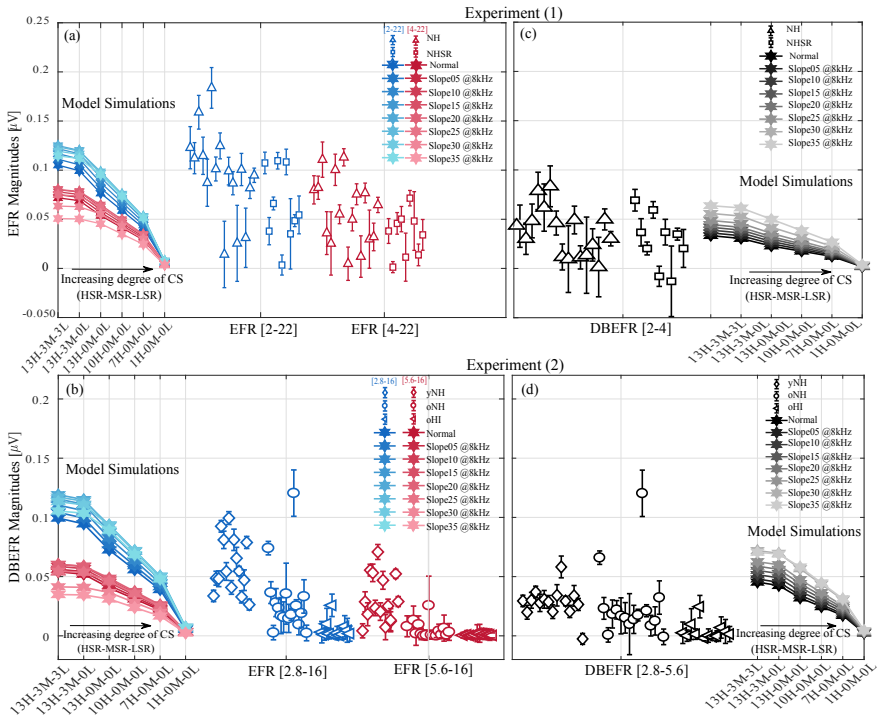 Experiment (1)
(a)
[2-22]
[4-22]
NH
NHSR
Normal
Slope05 @8kHz
Slope10 @8kHz
Slope15 @8kHz
Slope20 @8kHz
Slope25 @8kHz
Slope30 @8kHz
Slope35 @8kHz
Model Simulations
Increasing degree of CS
(HSR-MSR-LSR)
EFR Magnitudes [μV]
0.25
0.2
0.15
0.1
0.05
0
-0.050
13H-3M-3L
13H-3M-0L
13H-0M-0L
10H-0M-0L
7H-0M-0L
1H-0M-0L
EFR [2-22]
EFR [4-22]
(c)
NH
NHSR
Normal
Slope05 @8kHz
Slope10 @8kHz
Slope15 @8kHz
Slope20 @8kHz
Slope25 @8kHz
Slope30 @8kHz
Slope35 @8kHz
Model Simulations
Increasing degree of CS
(HSR-MSR-LSR)
DBEFR [2-4]
13H-3M-3L
13H-3M-0L
13H-0M-0L
10H-0M-0L
7H-0M-0L
1H-0M-0L
Experiment (2)
(b)
[2.8-16]
[5.6-16]
yNH
oNH
oHI
Normal
Slope05 @8kHz
Slope10 @8kHz
Slope15 @8kHz
Slope20 @8kHz
Slope25 @8kHz
Slope30 @8kHz
Slope35 @8kHz
Model Simulations
Increasing degree of CS
(HSR-MSR-LSR)
DBEFR Magnitudes [μV]
0.2
0.15
0.1
0.05
0
13H-3M-3L
13H-3M-0L
13H-0M-0L
10H-0M-0L
7H-0M-0L
1H-0M-0L
EFR [2.8-16]
EFR [5.6-16]
(d)
yNH
oNH
oHI
Normal
Slope05 @8kHz
Slope10 @8kHz
Slope15 @8kHz
Slope20 @8kHz
Slope25 @8kHz
Slope30 @8kHz
Slope35 @8kHz
Model Simulations
Increasing degree of CS
(HSR-MSR-LSR)
DBEFR [2.8-5.6]
13H-3M-3L
13H-3M-0L
13H-0M-0L
10H-0M-0L
7H-0M-0L
1H-0M-0L